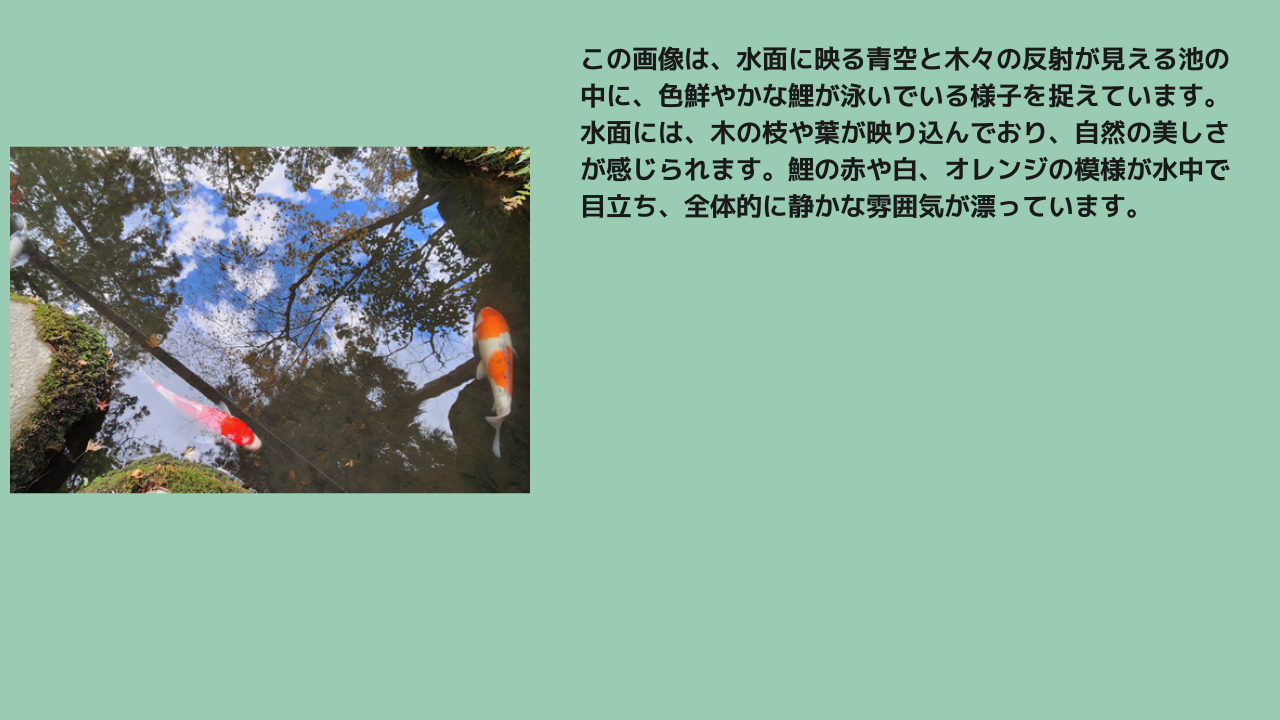 この画像は、水面に映る青空と木々の反射が見える池の
中に、色鮮やかな鯉が泳いでいる様子を捉えています。
水面には、木の枝や葉が映り込んでおり、自然の美しさ
が感じられます。鯉の赤や白、オレンジの模様が水中で
目立ち、全体的に静かな雰囲気が漂っています。